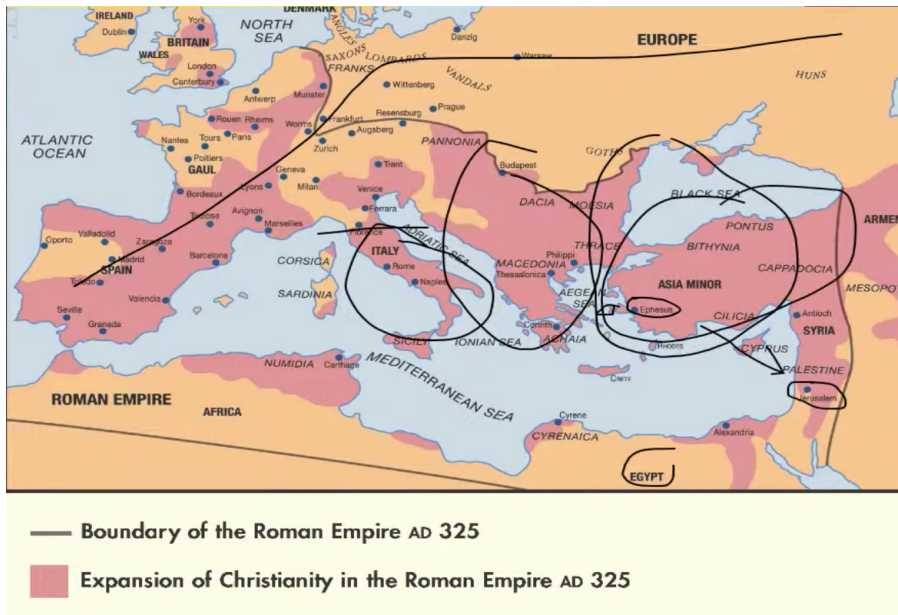 IRELAND
Dublin
York
BRITAIN
WALES
London
Canterbury
NORTH
SEA
DENMARK
ANGLES
SAXONS
LOMBARDS
FRANKS
Danzig
EUROPE
Warsaw
VANDALS
HUNS
Wittenberg
Antwerp
Munster
Prague
Resensburg
Rouen
Rheims
Worms
Frankfurt
Augsberg
ATLANTIC
OCEAN
Nantes
Tours
Paris
Zurich
PANNONIA
GOTHS
Poitiers
GAUL
Geneva
Trent
Budapest
Bordeaux
Lyons
Milan
Venice
DACIA
MOESIA
BLACK SEA
Ferrara
Toulose
Avignon
Marseilles
Florence
ADRIATIC SEA
PONTUS
ARMEN
Oporto
Valladolid
Zaragoza
Madrid
SPAIN
Barcelona
CORSICA
ITALY
Rome
THRACE
BITHYNIA
Philippi
MACEDONIA
Thessalonica
CAPPADOCIA
Toledo
Naples
ASIA MINOR
MESOPO
Valencia
SARDINIA
AEGEAN
SEA
Ephesus
CILICIA
Antioch
Seville
Granada
SICILY
IONIAN SEA
Corinth
ACHAIA
RHODES
CYPRUS
SYRIA
NUMIDIA
Carthage
MEDITERRANEAN SEA
CRETE
PALESTINE
Jerusalem
ROMAN EMPIRE
AFRICA
Cyrene
CYRENAICA
Alexandria
EGYPT
Boundary of the Roman Empire AD 325
Expansion of Christianity in the Roman Empire AD 325